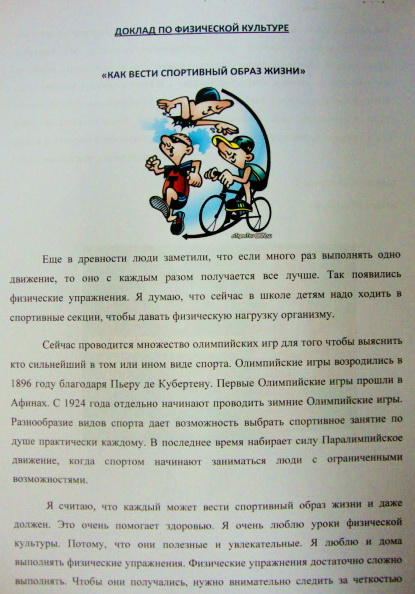 ДОКЛАД ПО ФИЗИЧЕСКОЙ КУЛЬТУРЕ
«КАК ВЕСТИ СПОРТИВНЫЙ ОБРАЗ ЖИЗНИ»
Еще в древности люди заметили, что если много раз выполнять одно
движение, то оно с каждым разом получается все лучше. Так появились
физические упражнения. Я думаю, что сейчас в школе детям надо ходить в
спортивные секции, чтобы давать физическую нагрузку организму.
Сейчас проводится множество олимпийских игр для того чтобы выяснить
кто сильнейший в том или ином виде спорта. Олимпийские игры возродились в
1896 году благодаря Пьеру де Кубертену. Первые Олимпийские игры прошли в
Афинах. С 1924 года отдельно начинают проводить зимние Олимпийские игры.
Разнообразие видов спорта дает возможность выбрать спортивное занятие по
душе практически каждому. В последнее время набирает силу Паралимпийское
движение, когда спортом начинают заниматься люди с ограниченными
возможностями.
Я считаю, что каждый может вести спортивный образ жизни и даже
должен. Это очень помогает здоровью. Я очень люблю уроки физической
культуры. Потому, что они полезные и увлекательные. Я люблю и дома
выполнять физические упражнения. Физические упражнения достаточно сложно
выполнять. Чтобы они получались, нужно внимательно следить за четкостью